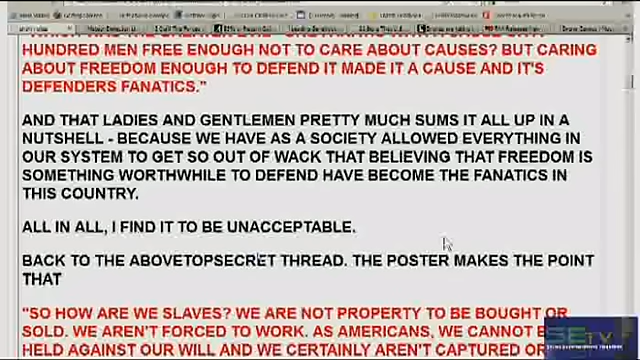 HUNDRED MEN FREE ENOUGH NOT TO CARE ABOUT CAUSES? BUT CARING
ABOUT FREEDOM ENOUGH TO DEFEND IT MADE IT A CAUSE AND IT'S
DEFENDERS FANATICS."
AND THAT LADIES AND GENTLEMEN PRETTY MUCH SUMS IT ALL UP IN A
NUTSHELL - BECAUSE WE HAVE AS A SOCIETY ALLOWED EVERYTHING IN
OUR SYSTEM TO GET SO OUT OF WACK THAT BELIEVING THAT FREEDOM IS
SOMETHING WORTHWHILE TO DEFEND HAVE BECOME THE FANATICS IN
THIS COUNTRY.
ALL IN ALL, I FIND IT TO BE UNACCEPTABLE.
BACK TO THE ABOVETOPSECRET THREAD. THE POSTER MAKES THE POINT
THAT
"SO HOW ARE WE SLAVES? WE ARE NOT PROPERTY TO BE BOUGHT OR
SOLD. WE AREN'T FORCED TO WORK. AS AMERICANS, WE CANNOT
HELD AGAINST OUR WILL AND WE CERTAINLY AREN'T CAPTURED